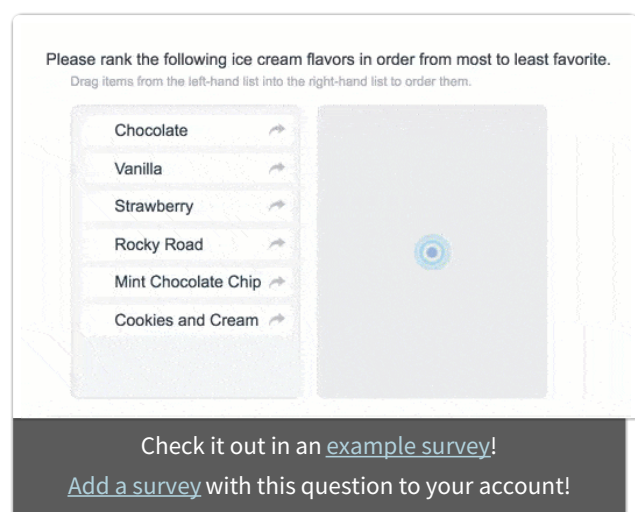 Please rank the following ice cream flavors in order from most to least favorite.
Drag items from the left-hand list into the right-hand list to order them.
Chocolate
Vanilla
Strawberry
Rocky Road
Mint Chocolate Chip
Cookies and Cream
Check it out in an example survey!
Add a survey with this question to your account!